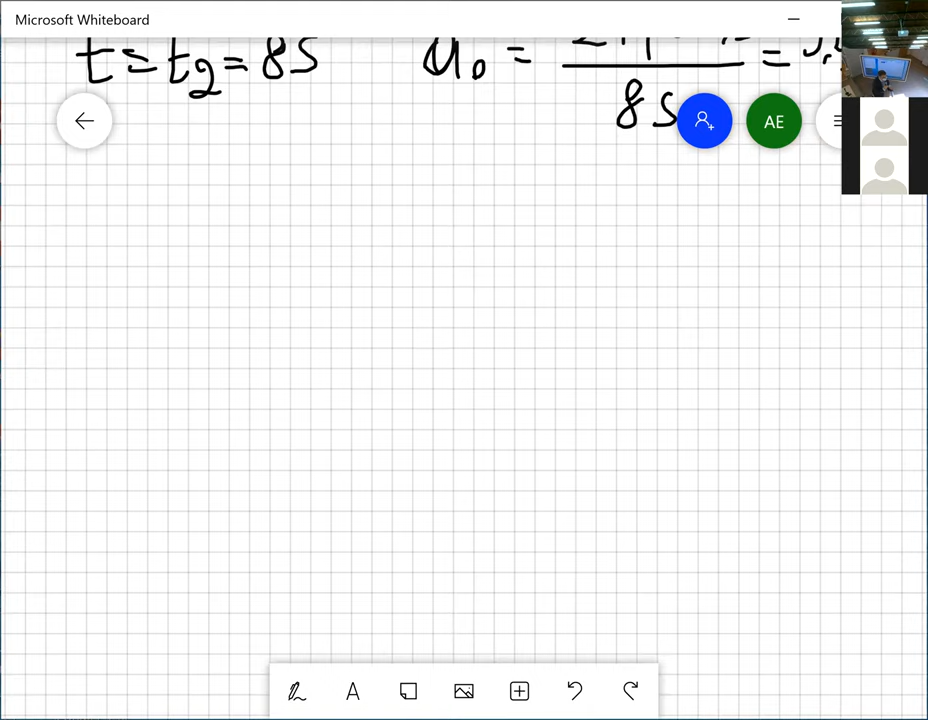 Microsoft Whiteboard
t = t₂ = 8s
u₀ =
=
8s
AE
A